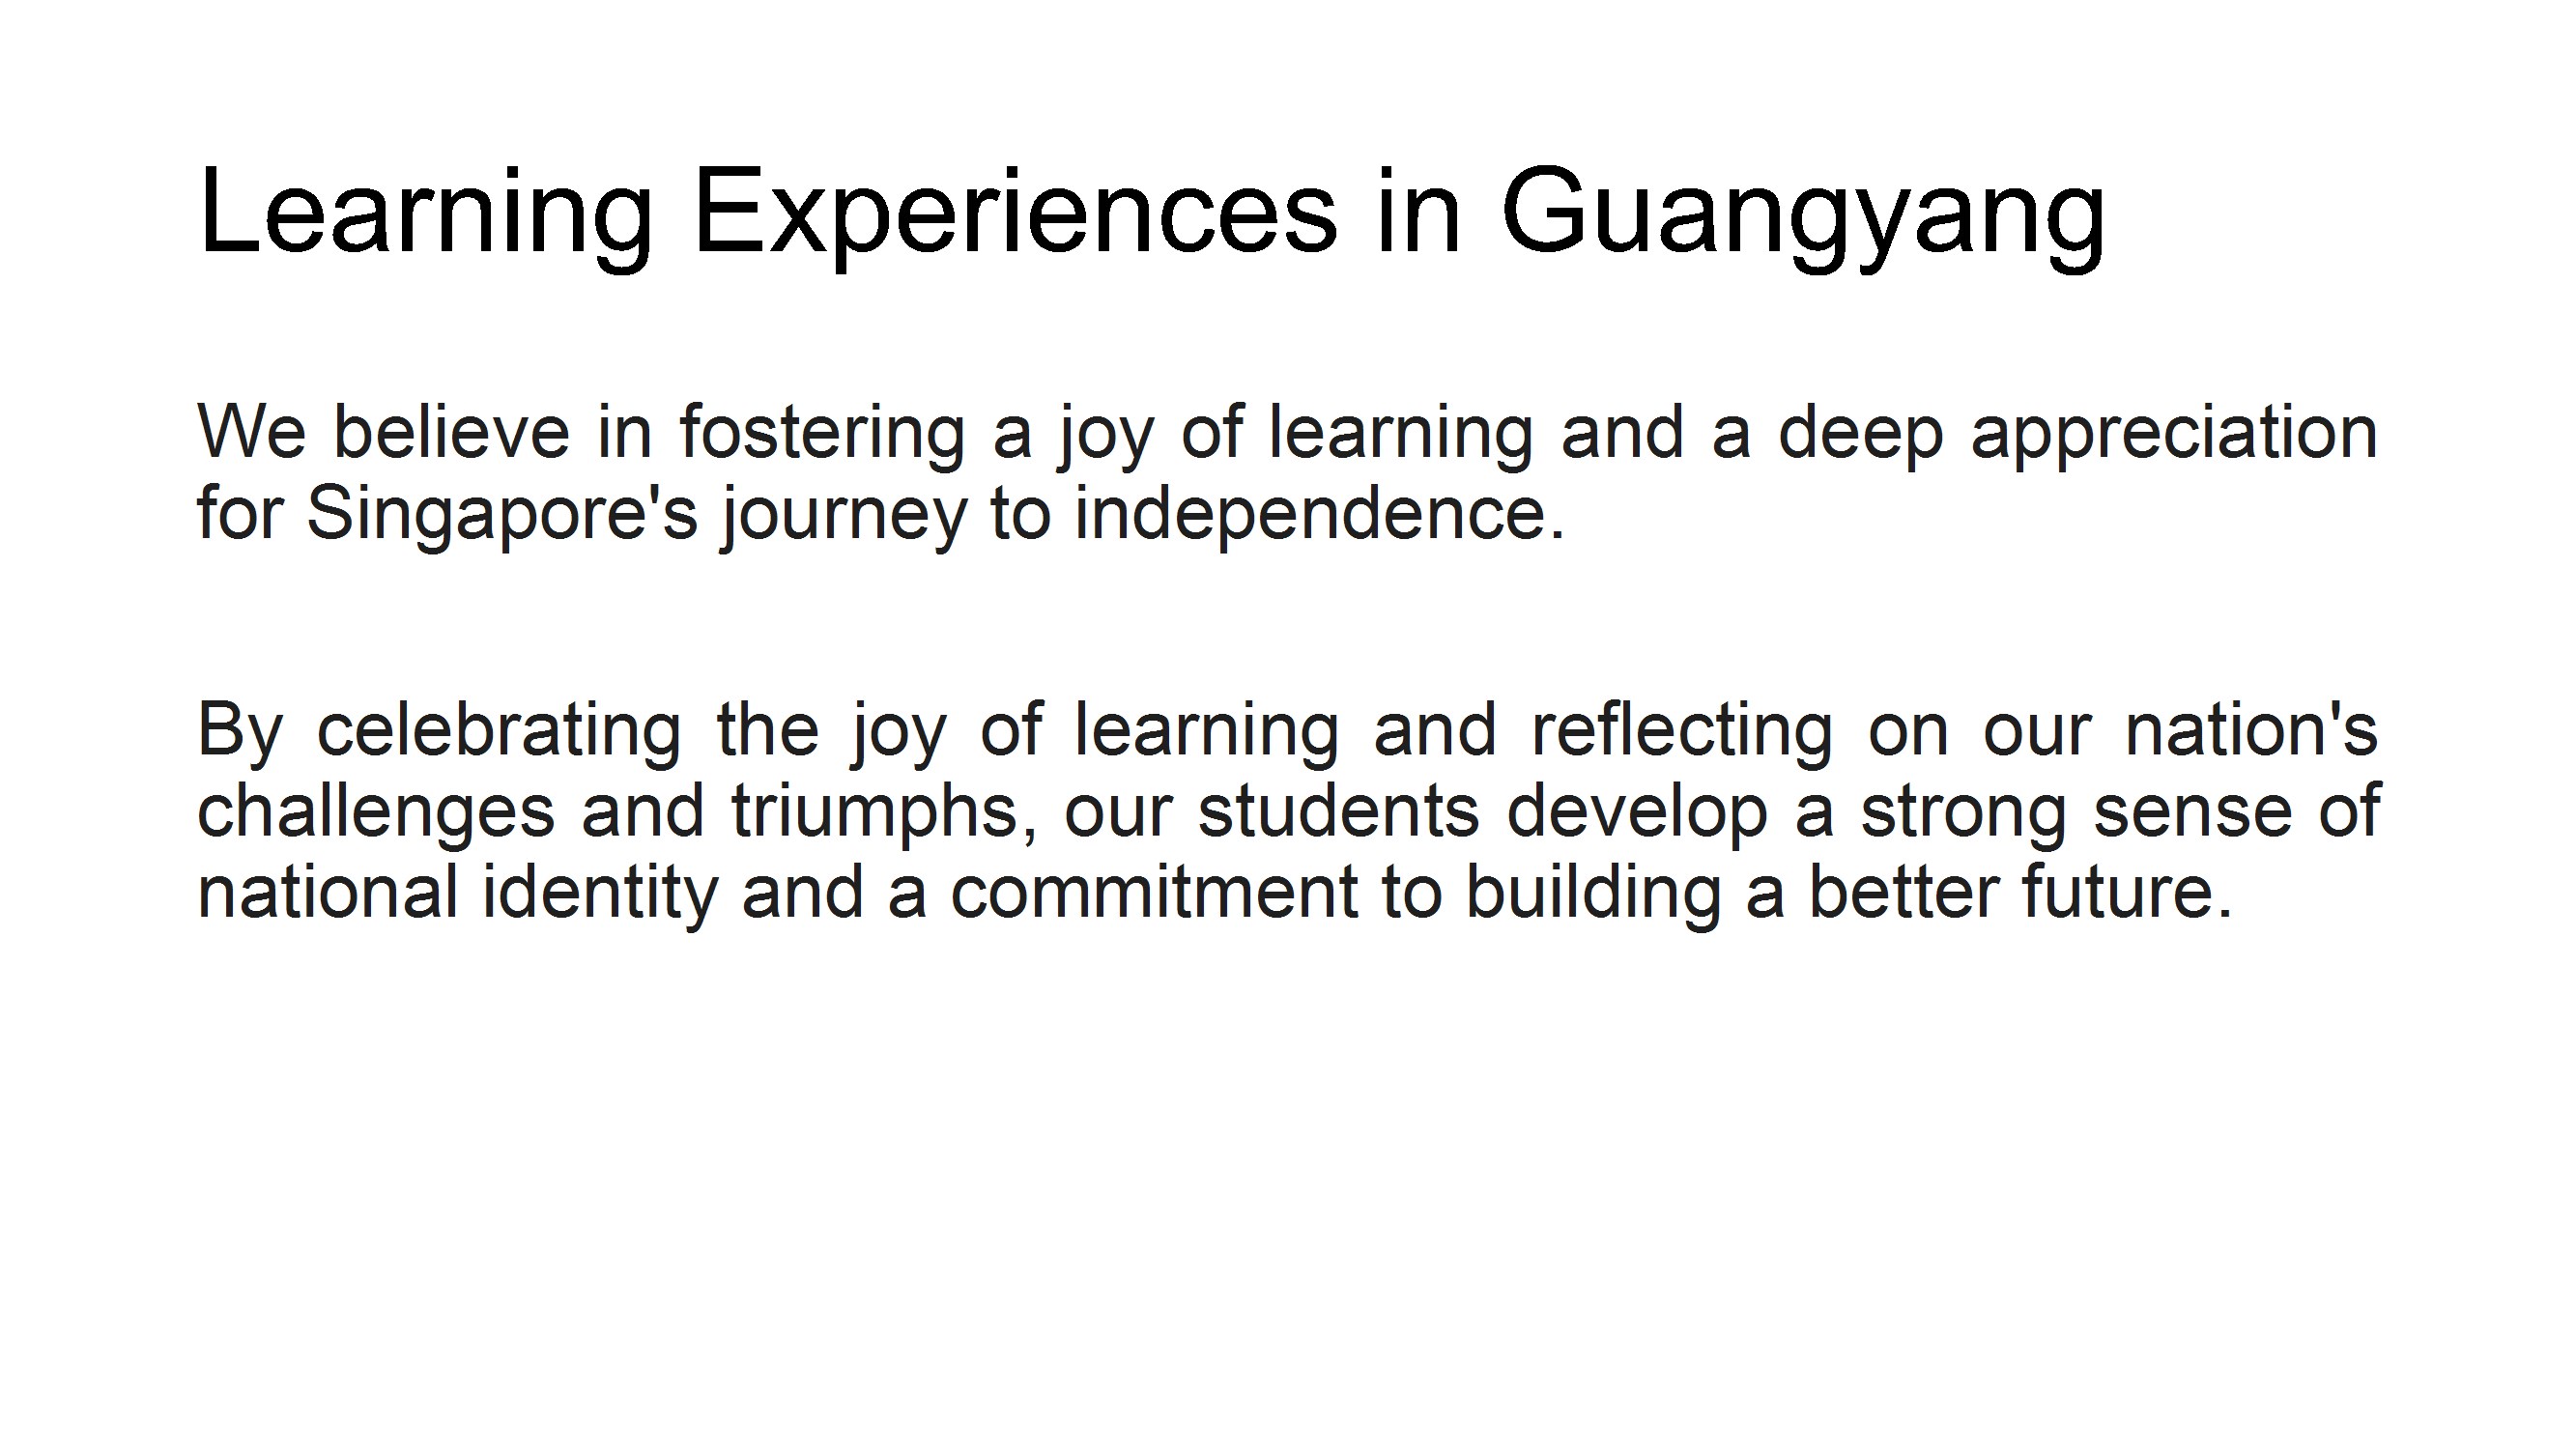 Learning Experiences in Guangyang
We believe in fostering a joy of learning and a deep appreciation
for Singapore's journey to independence.
By celebrating the joy of learning and reflecting on our nation's
challenges and triumphs, our students develop a strong sense of
national identity and a commitment to building a better future.